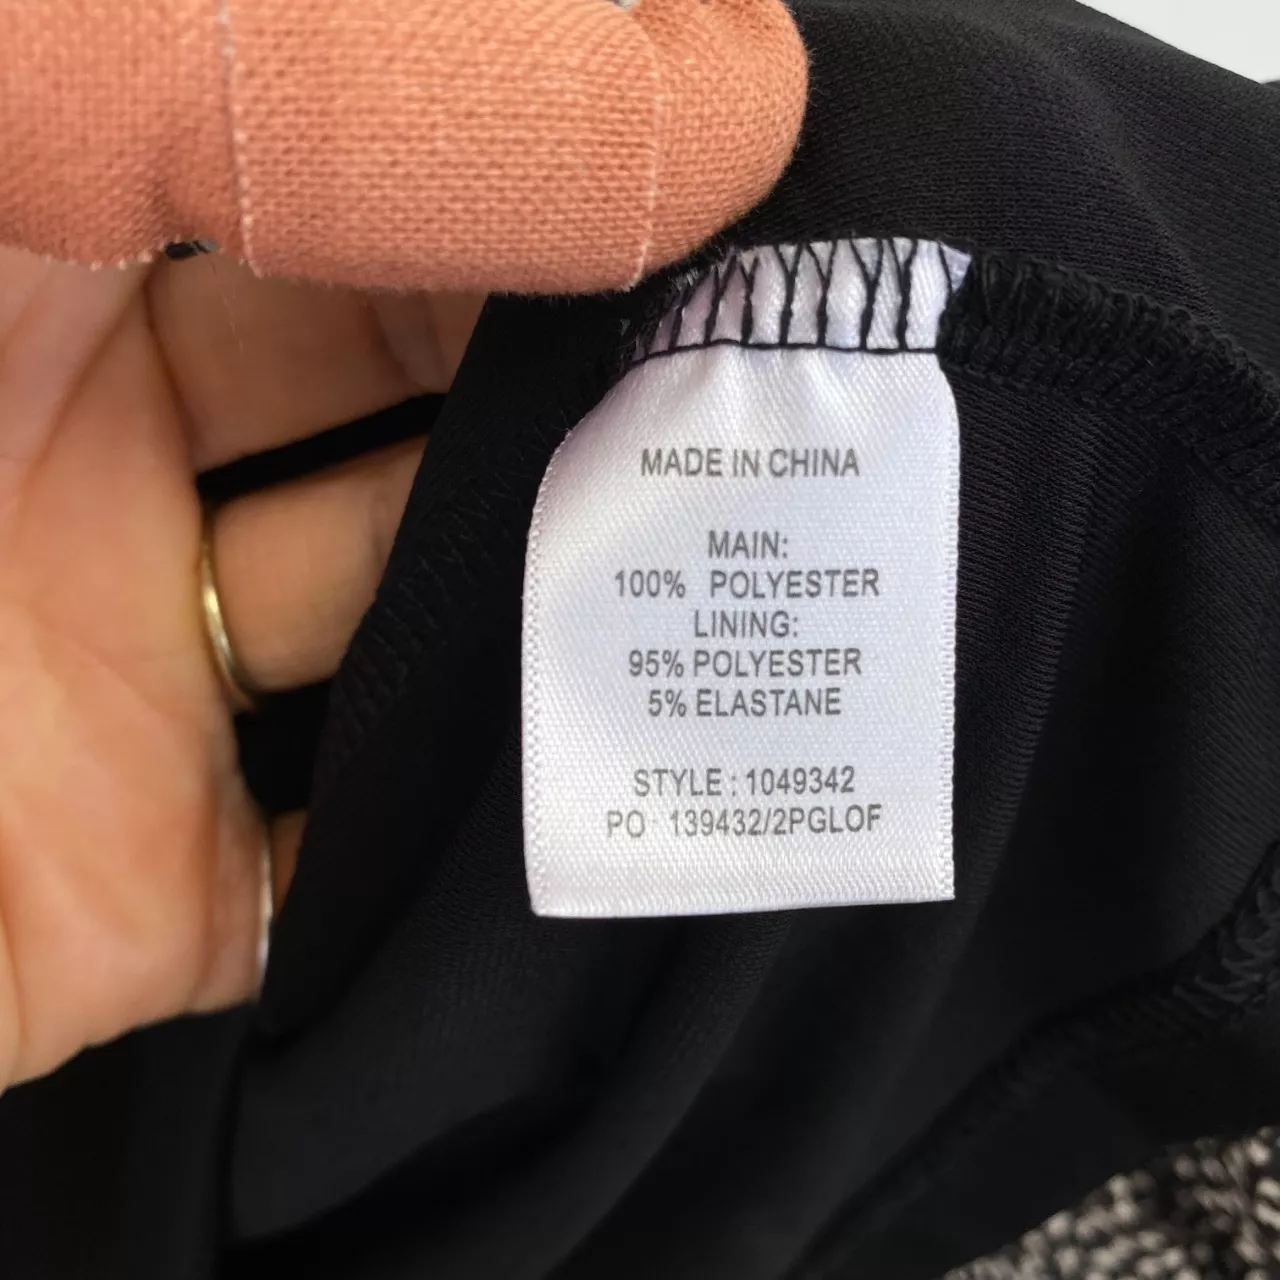 MADE IN CHINA
MAIN:
100% POLYESTER
LINING:
95% POLYESTER
5% ELASTANE
STYLE : 1049342
PO : 139432/2PGLOF